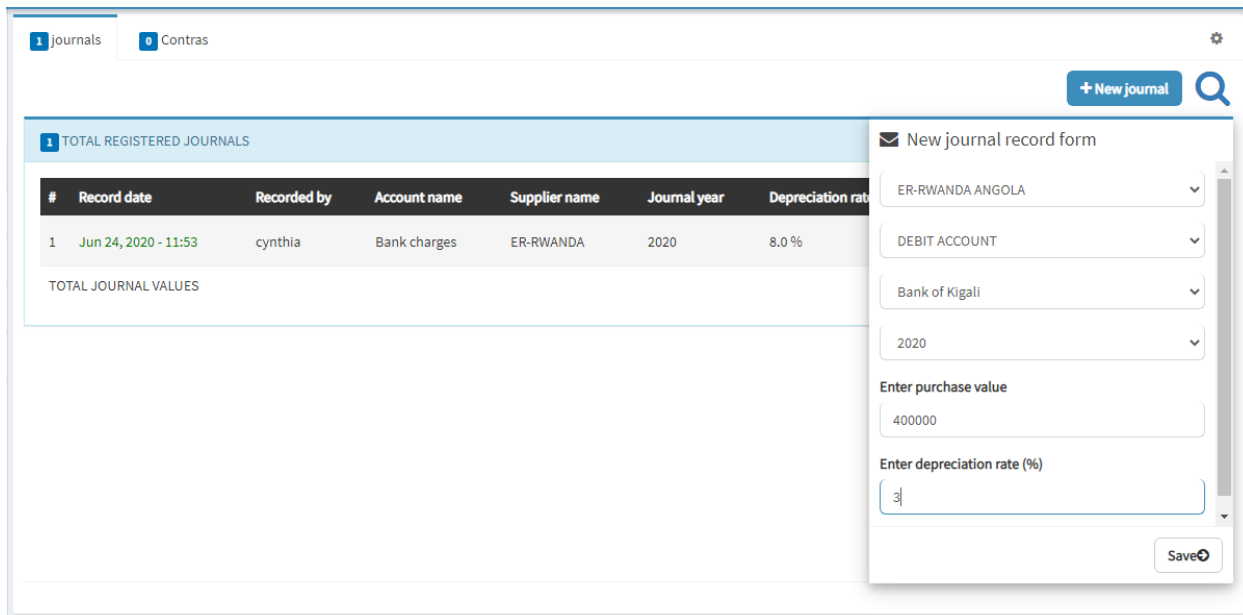 1 journals 0 Contras
+ New journal
1 TOTAL REGISTERED JOURNALS
# Record date Recorded by Account name Supplier name Journal year Depreciation rat
1 Jun 24, 2020 - 11:53 cynthia Bank charges ER-RWANDA 2020 8.0 %
TOTAL JOURNAL VALUES
New journal record form
ER-RWANDA ANGOLA
DEBIT ACCOUNT
Bank of Kigali
2020
Enter purchase value
400000
Enter depreciation rate (%)
3
Save